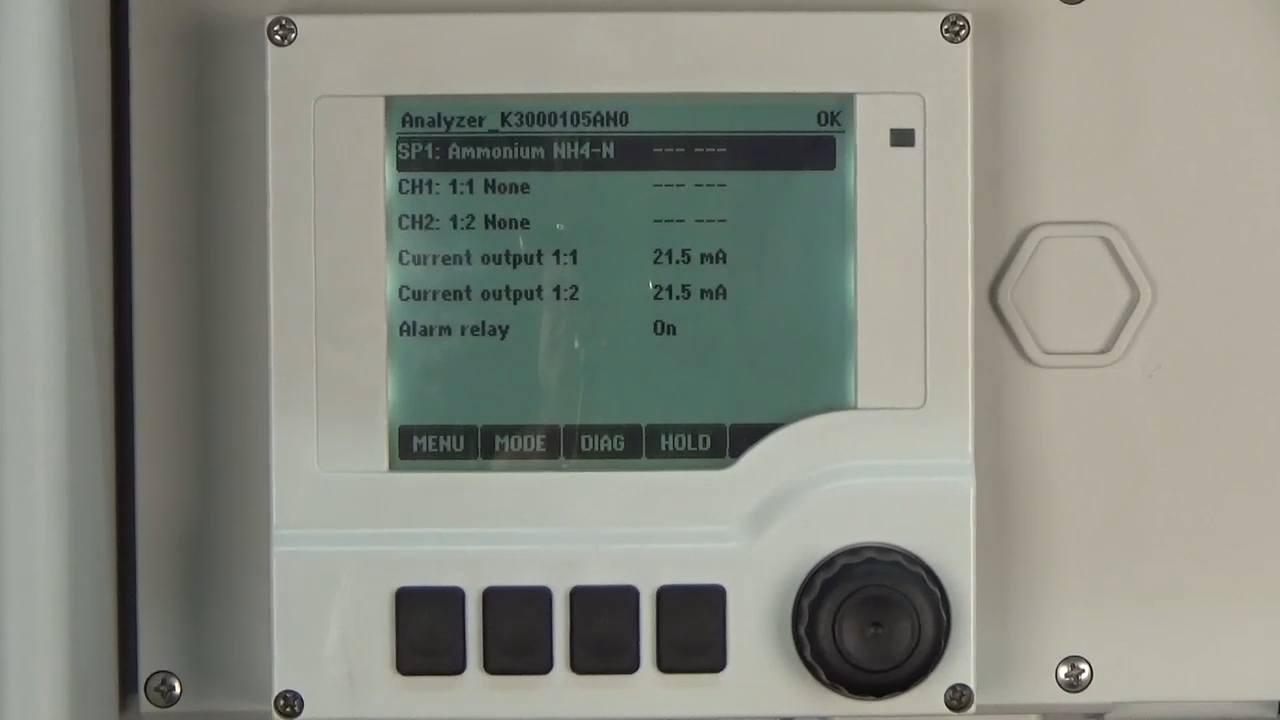 Analyzer_K3000105AH0 OK
SP1: Ammonium NH4-N --- ---
CH1: 1:1 None --- ---
CH2: 1:2 None --- ---
Current output 1:1 21.5 mA
Current output 1:2 21.5 mA
Alarm relay On
MENU MODE DIAG HOLD